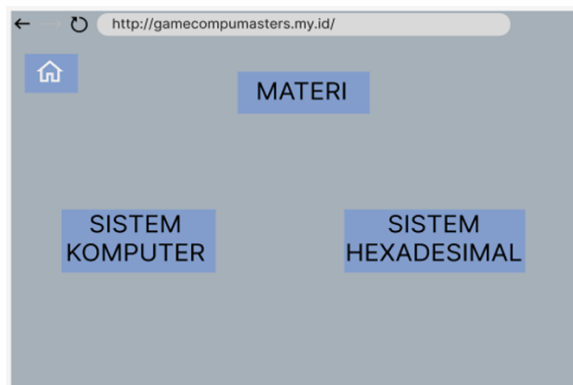 http://gamecompumasters.my.id/
MATERI
SISTEM
KOMPUTER
SISTEM
HEXADESIMAL